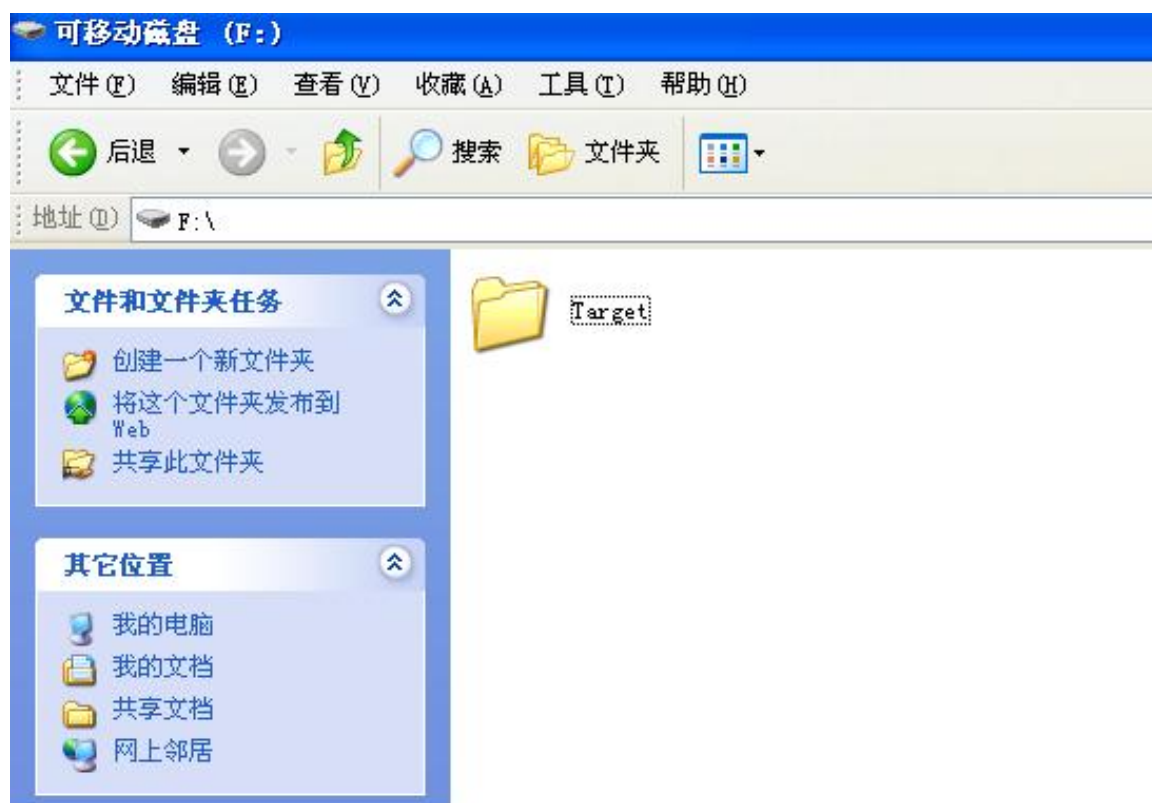 可移动磁盘 (F:)
文件(F) 编辑(E) 查看(V) 收藏(A) 工具(T) 帮助(H)
后退 搜索 文件夹
地址(D) F:\
文件和文件夹任务
创建一个新文件夹
将这个文件夹发布到
Web
共享此文件夹
其它位置
我的电脑
我的文档
共享文档
网上邻居
Target